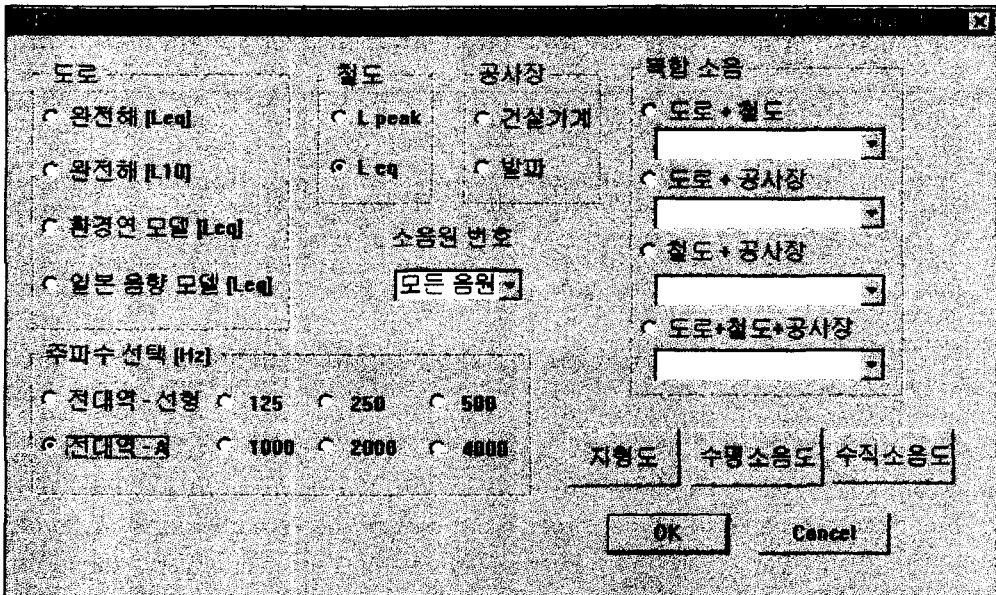 도로
완전해 [Leq]
완전해 [L10]
환경연 모델 [Leq]
일본 음향 모델 [Leq]
철도
L peak
L eq
공사장
건설기계
발파
소음원 번호
모든 음원
복합 소음
도로 + 철도
도로 + 공사장
철도 + 공사장
도로+철도+공사장
주파수 선택 [Hz]
전대역 - 선형
125
250
500
전대역 - A
1000
2000
4000
지형도
수평소음도
수직소음도
OK
Cancel